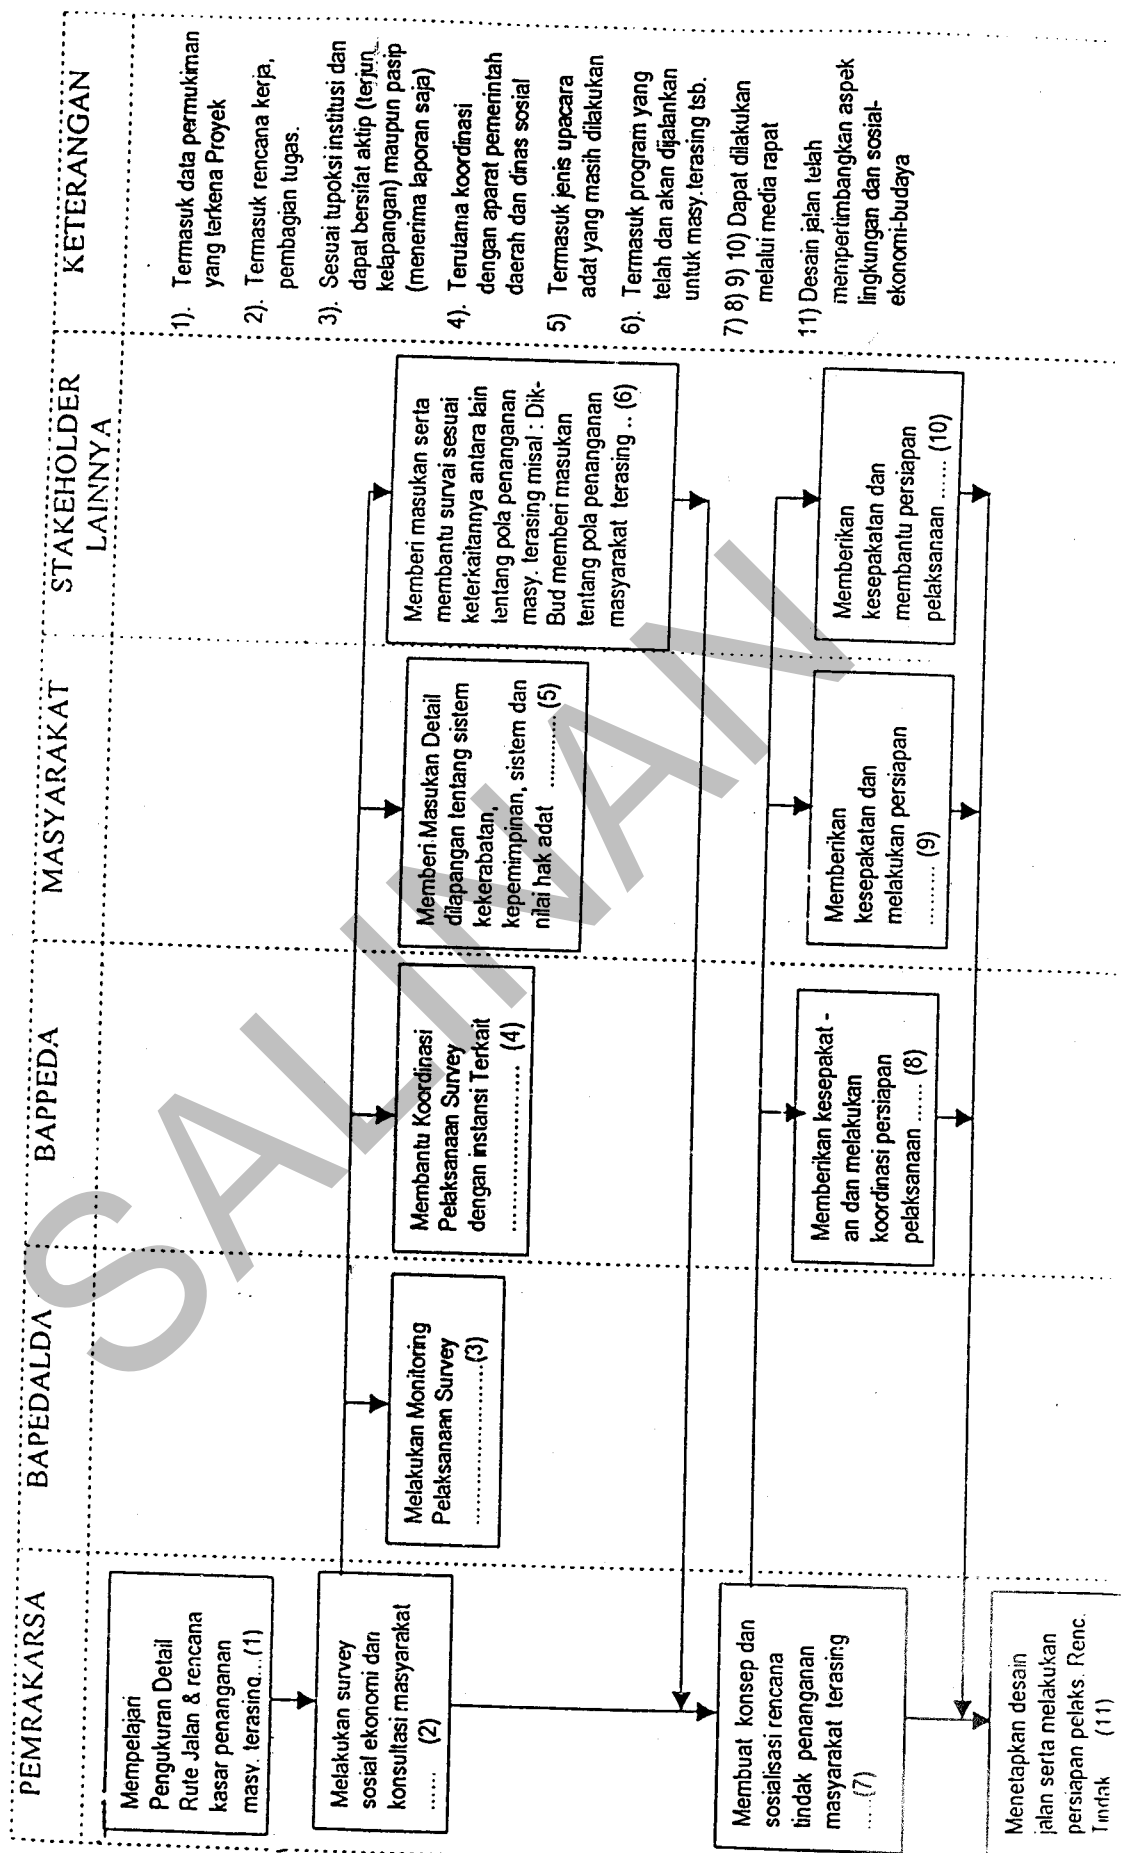 PEMRAKARSA
BAPEDALDA
BAPPEDA
MASYARAKAT
STAKEHOLDER
LAINNYA
KETERANGAN
Mempelajari
Pengukuran Detail
Rute Jalan & rencana
kasar penanganan
masy. terasing...(1)
Melakukan survey
sosial ekonomi dan
konsultasi masyarakat
...... (2)
Melakukan Monitoring
Pelaksanaan Survey
........................(3)
Membantu Koordinasi
Pelaksanaan Survey
dengan instansi Terkait
........................ (4)
Memberi Masukan Detail
dilapangan tentang sistem
kekerabatan,
kepemimpinan, sistem dan
nilai hak adat ............ (5)
Memberi masukan serta
membantu survai sesuai
keterkaitannya antara lain
tentang pola penanganan
masy. terasing misal : Dik-
Bud memberi masukan
tentang pola penanganan
masyarakat terasing .. (6)
Membuat konsep dan
sosialisasi rencana
tindak penanganan
masyarakat terasing
.....(7)
Memberikan kesepakat -
an dan melakukan
koordinasi persiapan
pelaksanaan ....... (8)
Memberikan
kesepakatan dan
melakukan persiapan
......... (9)
Memberikan
kesepakatan dan
membantu persiapan
pelaksanaan ....... (10)
Menetapkan desain
jalan serta melakukan
persiapan pelaks. Renc.
Tindak (11)
1). Termasuk data permukiman
yang terkena Proyek
2). Termasuk rencana kerja,
pembagian tugas.
3). Sesuai tupoksi institusi dan
dapat bersifat aktip (terjun
kelapangan) maupun pasip
(menerima laporan saja)
4). Terutama koordinasi
dengan aparat pemerintah
daerah dan dinas sosial
5) Termasuk jenis upacara
adat yang masih dilakukan
6). Termasuk program yang
telah dan akan dijalankan
untuk masy.terasing tsb.
7) 8) 9) 10) Dapat dilakukan
melalui media rapat
11) Desain jalan telah
mempertimbangkan aspek
lingkungan dan sosial-
ekonomi-budaya
SALINAN